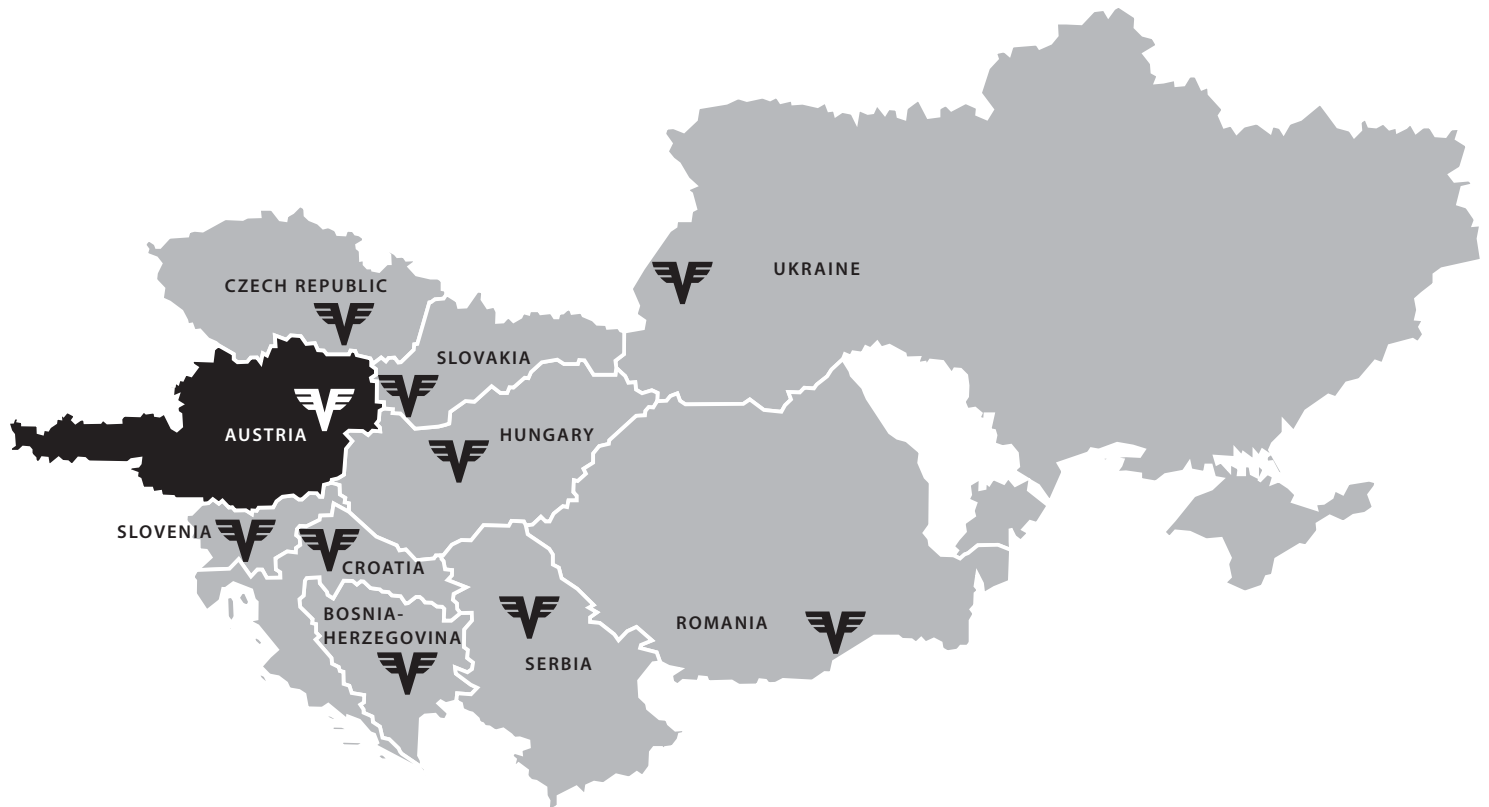 UKRAINE
CZECH REPUBLIC
SLOVAKIA
AUSTRIA
HUNGARY
SLOVENIA
CROATIA
BOSNIA-
HERZEGOVINA
ROMANIA
SERBIA